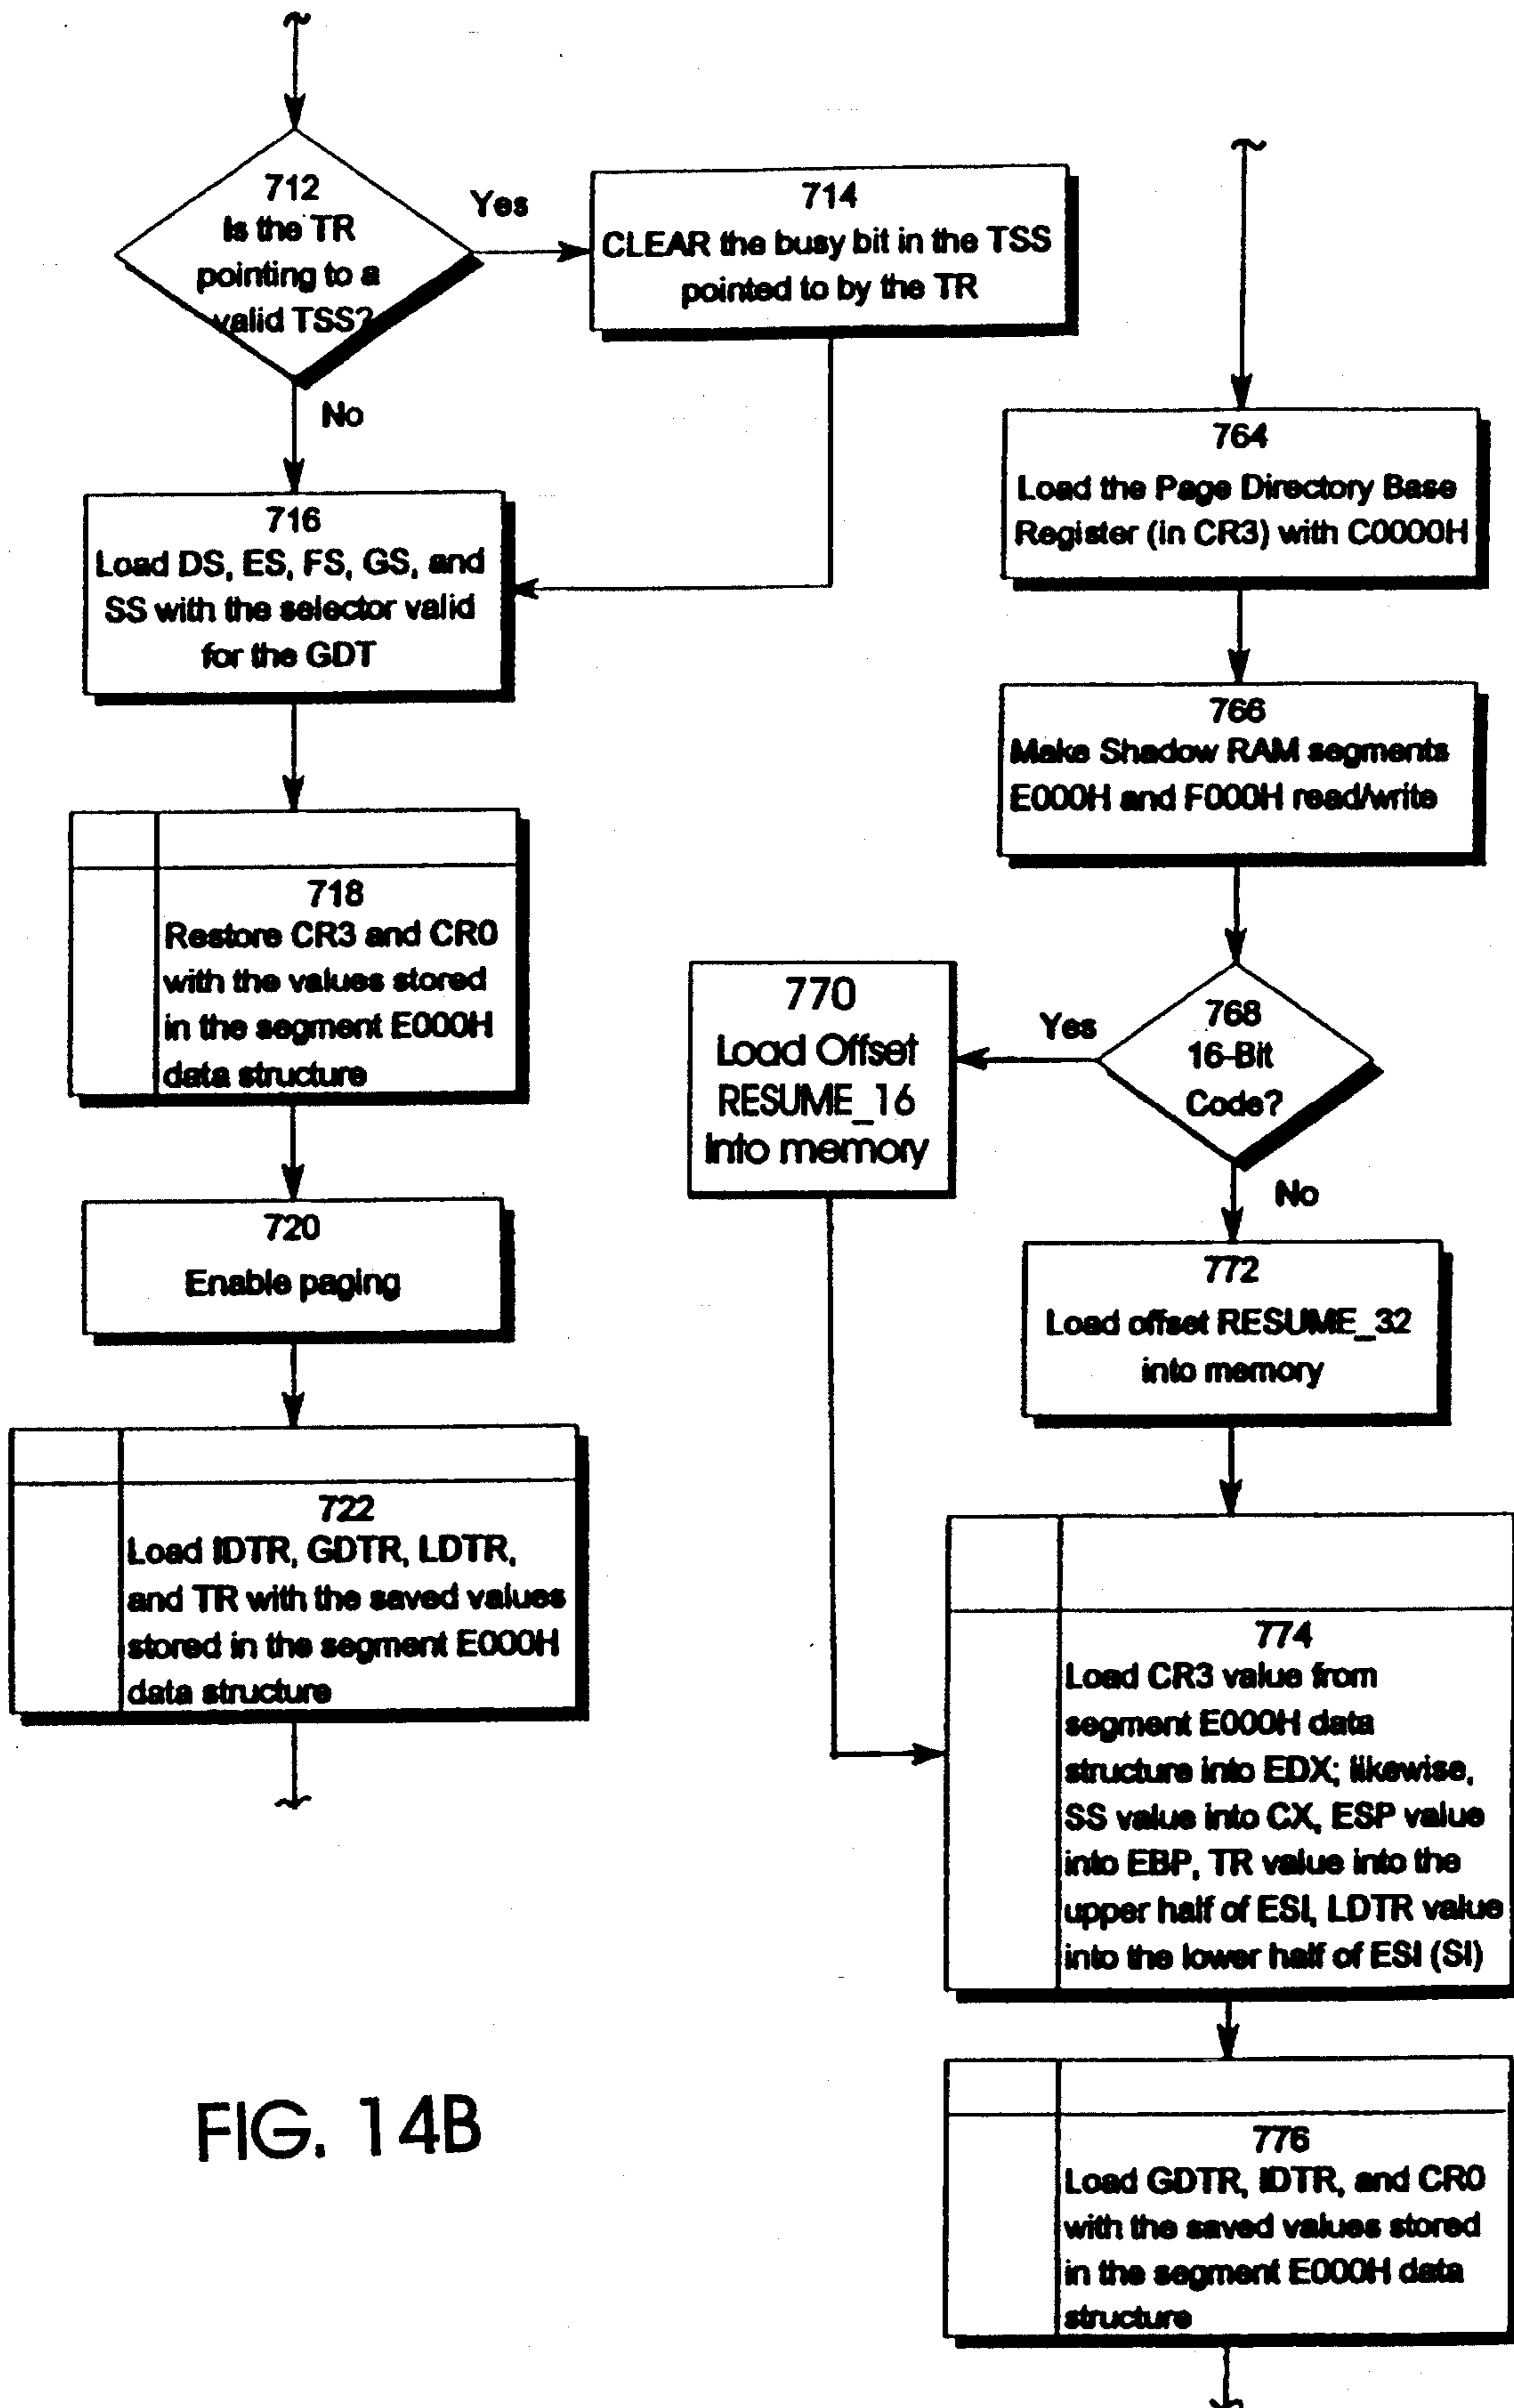 712
Is the TR
pointing to a
valid TSS?
Yes
No
714
CLEAR the busy bit in the TSS
pointed to by the TR
716
Load DS, ES, FS, GS, and
SS with the selector valid
for the GDT
718
Restore CR3 and CR0
with the values stored
in the segment E000H
data structure
720
Enable paging
722
Load IDTR, GDTR, LDTR,
and TR with the saved values
stored in the segment E000H
data structure
764
Load the Page Directory Base
Register (in CR3) with C0000H
766
Make Shadow RAM segments
E000H and F000H read/write
768
16-Bit
Code?
Yes
No
770
Load Offset
RESUME_16
into memory
772
Load offset RESUME_32
into memory
774
Load CR3 value from
segment E000H data
structure into EDX; likewise,
SS value into CX, ESP value
into EBP, TR value into the
upper half of ESI, LDTR value
into the lower half of ESI (SI)
776
Load GDTR, IDTR, and CR0
with the saved values stored
in the segment E000H data
structure
FIG. 14B